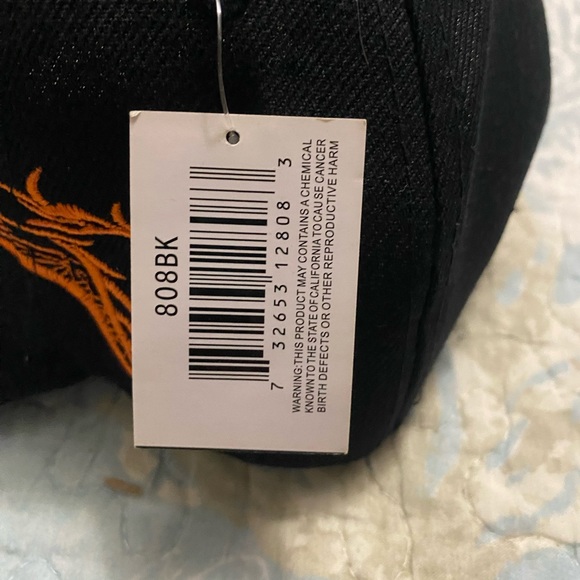 808BK
7 32653 12808 3
WARNING:THIS PRODUCT MAY CONTAINS A CHEMICAL
KNOWN TO THE STATE OF CALIFORNIA TO CAUSE CANCER
BIRTH DEFECTS OR OTHER REPRODUCTIVE HARM